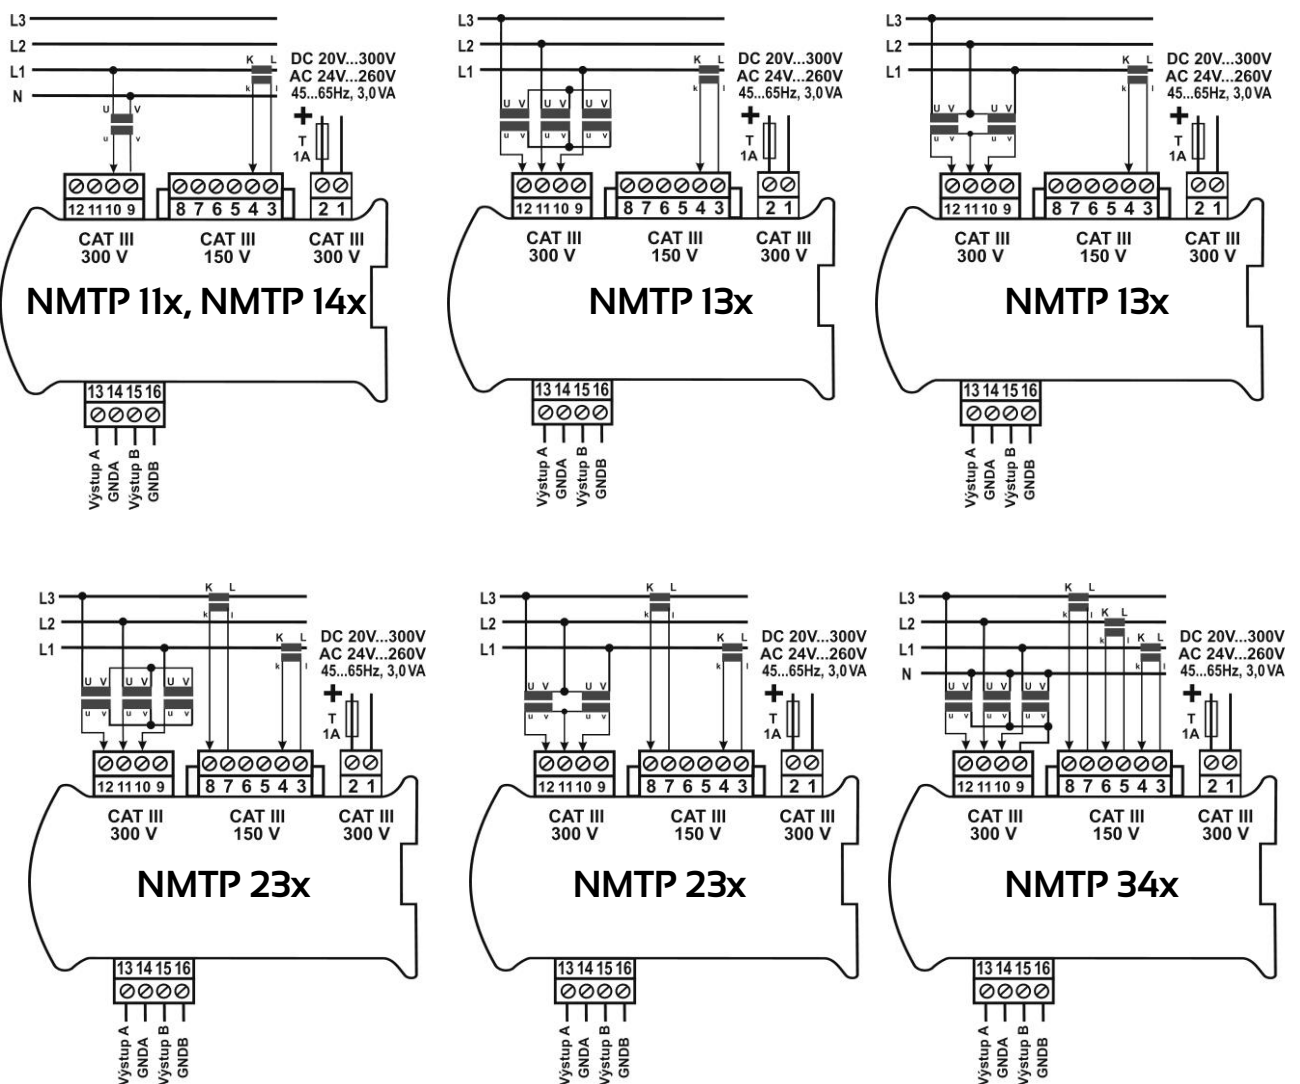 L3
L2
L1
N
K L
k l
U V
u v
DC 20V...300V
AC 24V...260V
45...65Hz, 3,0VA
+
T
1A
12 11 10 9
8 7 6 5 4 3
2 1
CAT III
300 V
CAT III
150 V
CAT III
300 V
NMTP 11x, NMTP 14x
13 14 15 16
Výstup A
GNDA
Výstup B
GNDB
L3
L2
L1
K L
k l
U V U V U V
u v u v u v
DC 20V...300V
AC 24V...260V
45...65Hz, 3,0VA
+
T
1A
12 11 10 9
8 7 6 5 4 3
2 1
CAT III
300 V
CAT III
150 V
CAT III
300 V
NMTP 13x
13 14 15 16
Výstup A
GNDA
Výstup B
GNDB
L3
L2
L1
K L
k l
U V U V
u v u v
DC 20V...300V
AC 24V...260V
45...65Hz, 3,0VA
+
T
1A
12 11 10 9
8 7 6 5 4 3
2 1
CAT III
300 V
CAT III
150 V
CAT III
300 V
NMTP 13x
13 14 15 16
Výstup A
GNDA
Výstup B
GNDB
L3
L2
L1
K L
k l
K L
k l
U V U V U V
u v u v u v
DC 20V...300V
AC 24V...260V
45...65Hz, 3,0VA
+
T
1A
12 11 10 9
8 7 6 5 4 3
2 1
CAT III
300 V
CAT III
150 V
CAT III
300 V
NMTP 23x
13 14 15 16
Výstup A
GNDA
Výstup B
GNDB
L3
L2
L1
K L
k l
K L
k l
U V U V
u v u v
DC 20V...300V
AC 24V...260V
45...65Hz, 3,0VA
+
T
1A
12 11 10 9
8 7 6 5 4 3
2 1
CAT III
300 V
CAT III
150 V
CAT III
300 V
NMTP 23x
13 14 15 16
Výstup A
GNDA
Výstup B
GNDB
L3
L2
L1
N
K L
k l
K L
k l
K L
k l
U V U V U V
u v u v u v
DC 20V...300V
AC 24V...260V
45...65Hz, 3,0VA
+
T
1A
12 11 10 9
8 7 6 5 4 3
2 1
CAT III
300 V
CAT III
150 V
CAT III
300 V
NMTP 34x
13 14 15 16
Výstup A
GNDA
Výstup B
GNDB